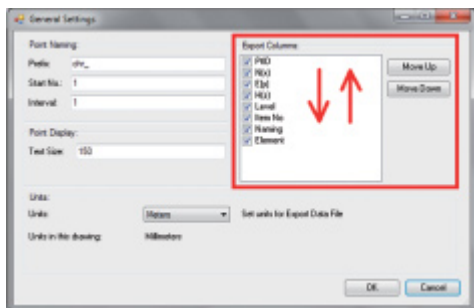 General Settings
Point Naming:
Prefix: chr_
Start No.: 1
Interval: 1
Point Display:
Text Size: 150
Export Columns:
PtID
N(x)
E(y)
H(z)
Level
Item No
Naming
Element
Move Up
Move Down
Units:
Units: Meters Set units for Export Data File
Units in this drawing: Millimeters
OK Cancel